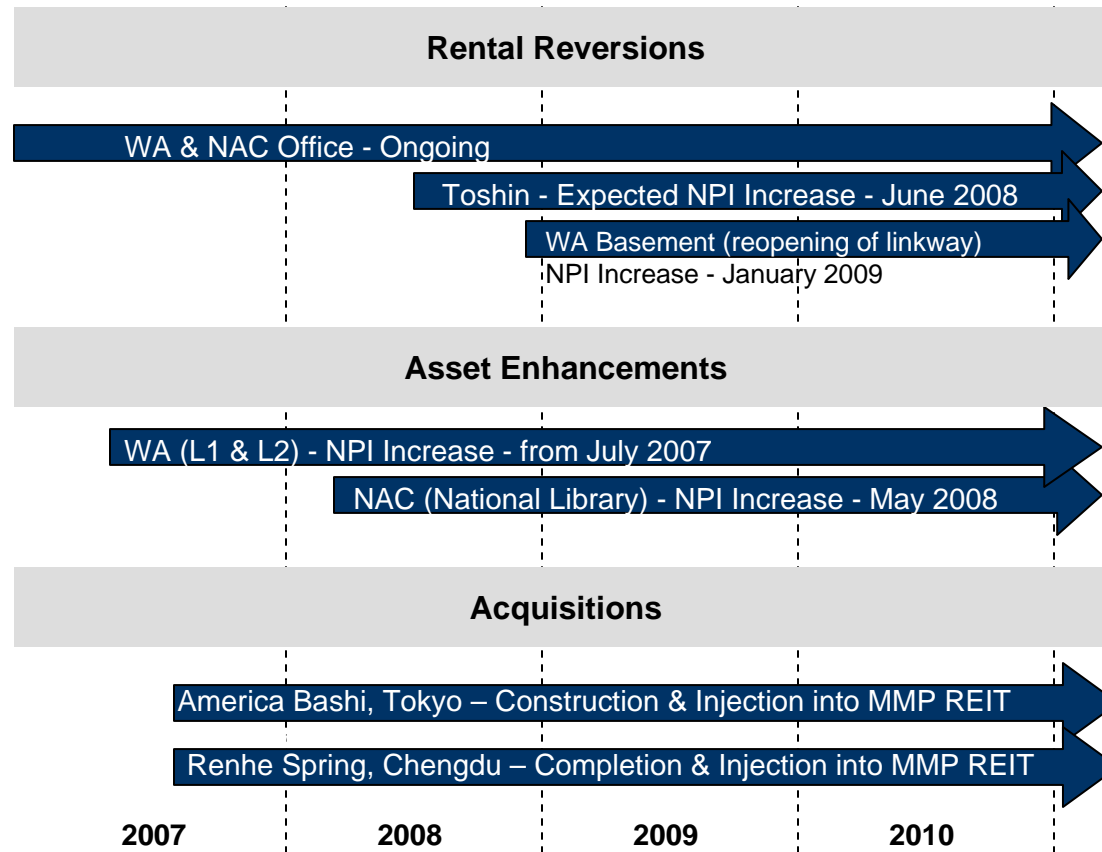 Rental Reversions
WA & NAC Office - Ongoing
Toshin - Expected NPI Increase - June 2008
WA Basement (reopening of linkway)
NPI Increase - January 2009
Asset Enhancements
WA (L1 & L2) - NPI Increase - from July 2007
NAC (National Library) - NPI Increase - May 2008
Acquisitions
America Bashi, Tokyo – Construction & Injection into MMP REIT
Renhe Spring, Chengdu – Completion & Injection into MMP REIT
2007 2008 2009 2010